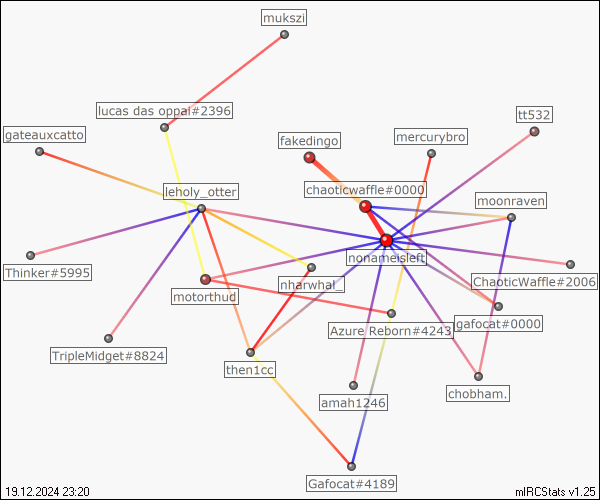 mukszi
lucas das oppal#2396
tt532
gateauxcatto
fakedingo
mercurybro
leholy_otter
chaoticwaffle#0000
moonraven
nonameisleft
Thinker#5995
motorthud
nharwhal_
ChaoticWaffle#2006
Azure Reborn#4243
gafocat#0000
TripleMidget#8824
then1cc
amah1246
chobham.
Gafocat#4189
19.12.2024 23:20
mIRCStats v1.25